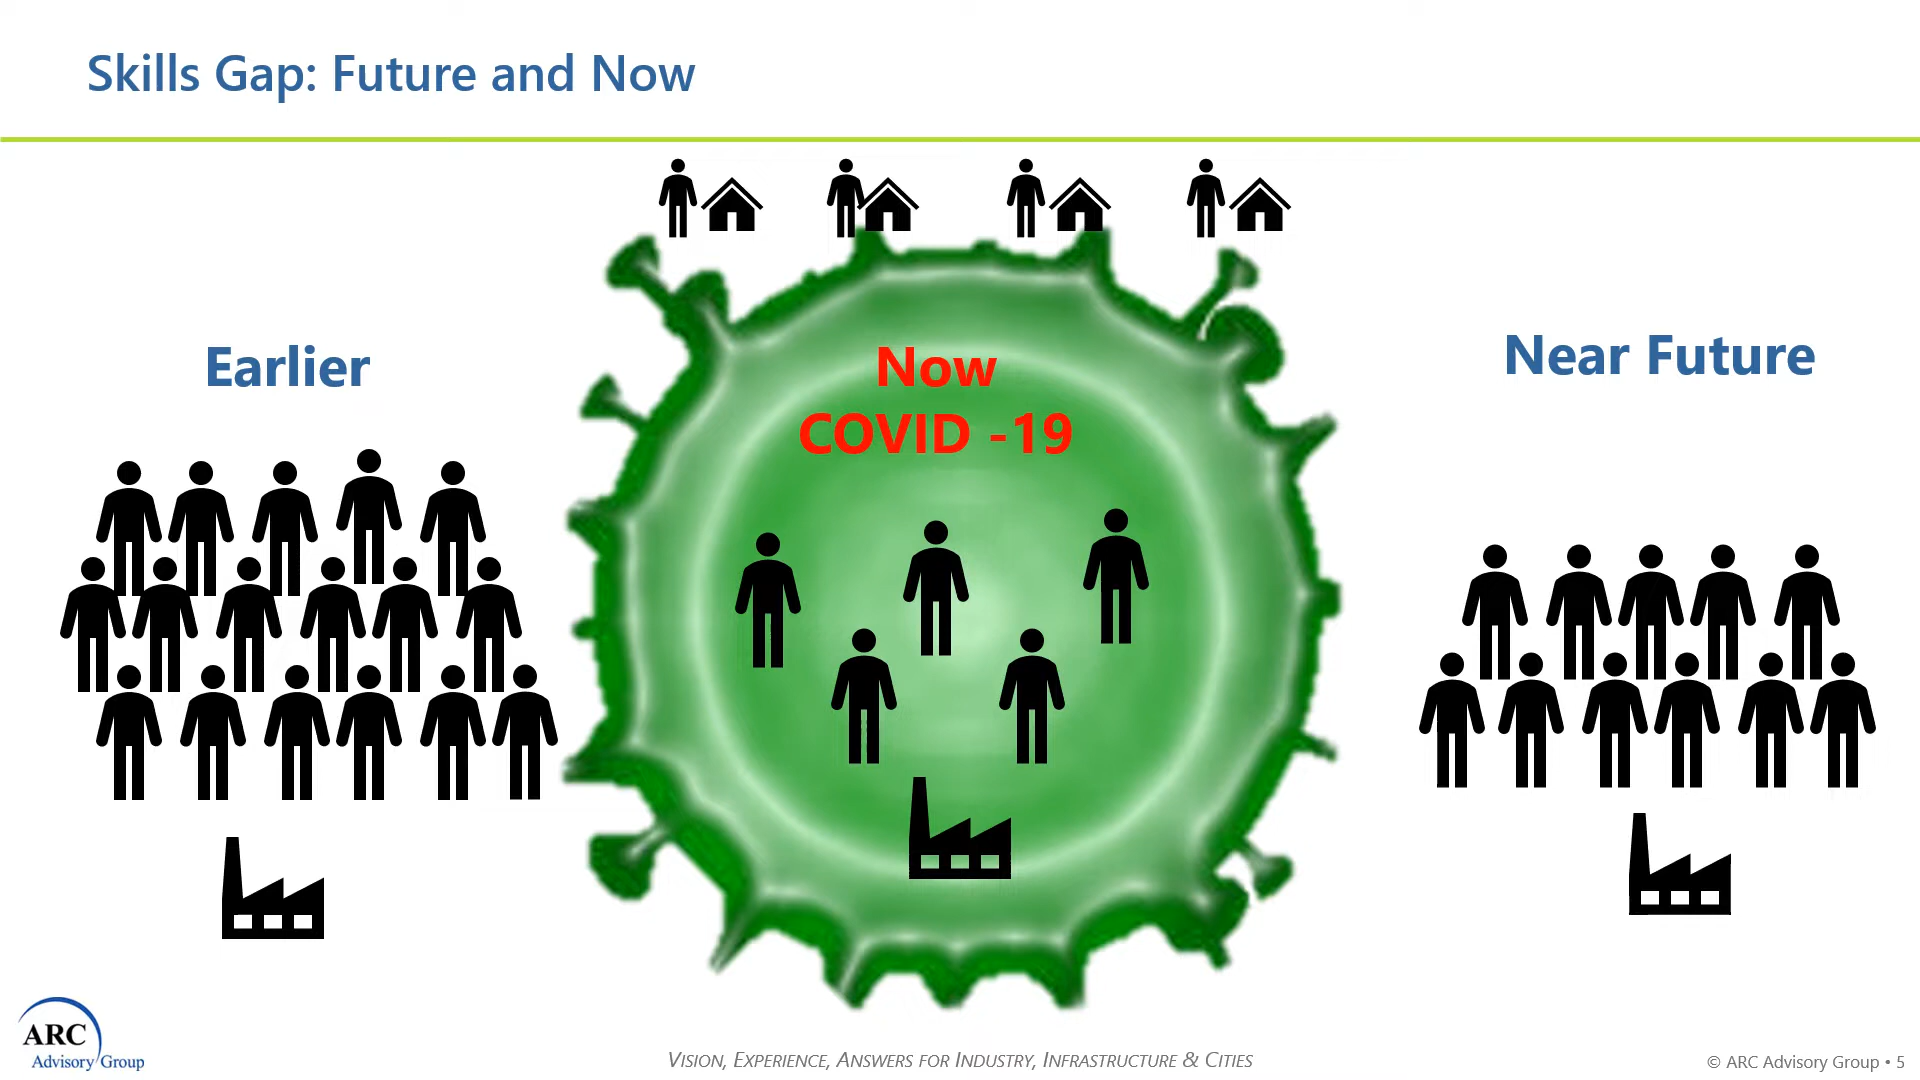 Skills Gap: Future and Now
Earlier
Now
COVID -19
Near Future
ARC
Advisory Group
VISION, EXPERIENCE, ANSWERS FOR INDUSTRY, INFRASTRUCTURE & CITIES
© ARC Advisory Group • 5